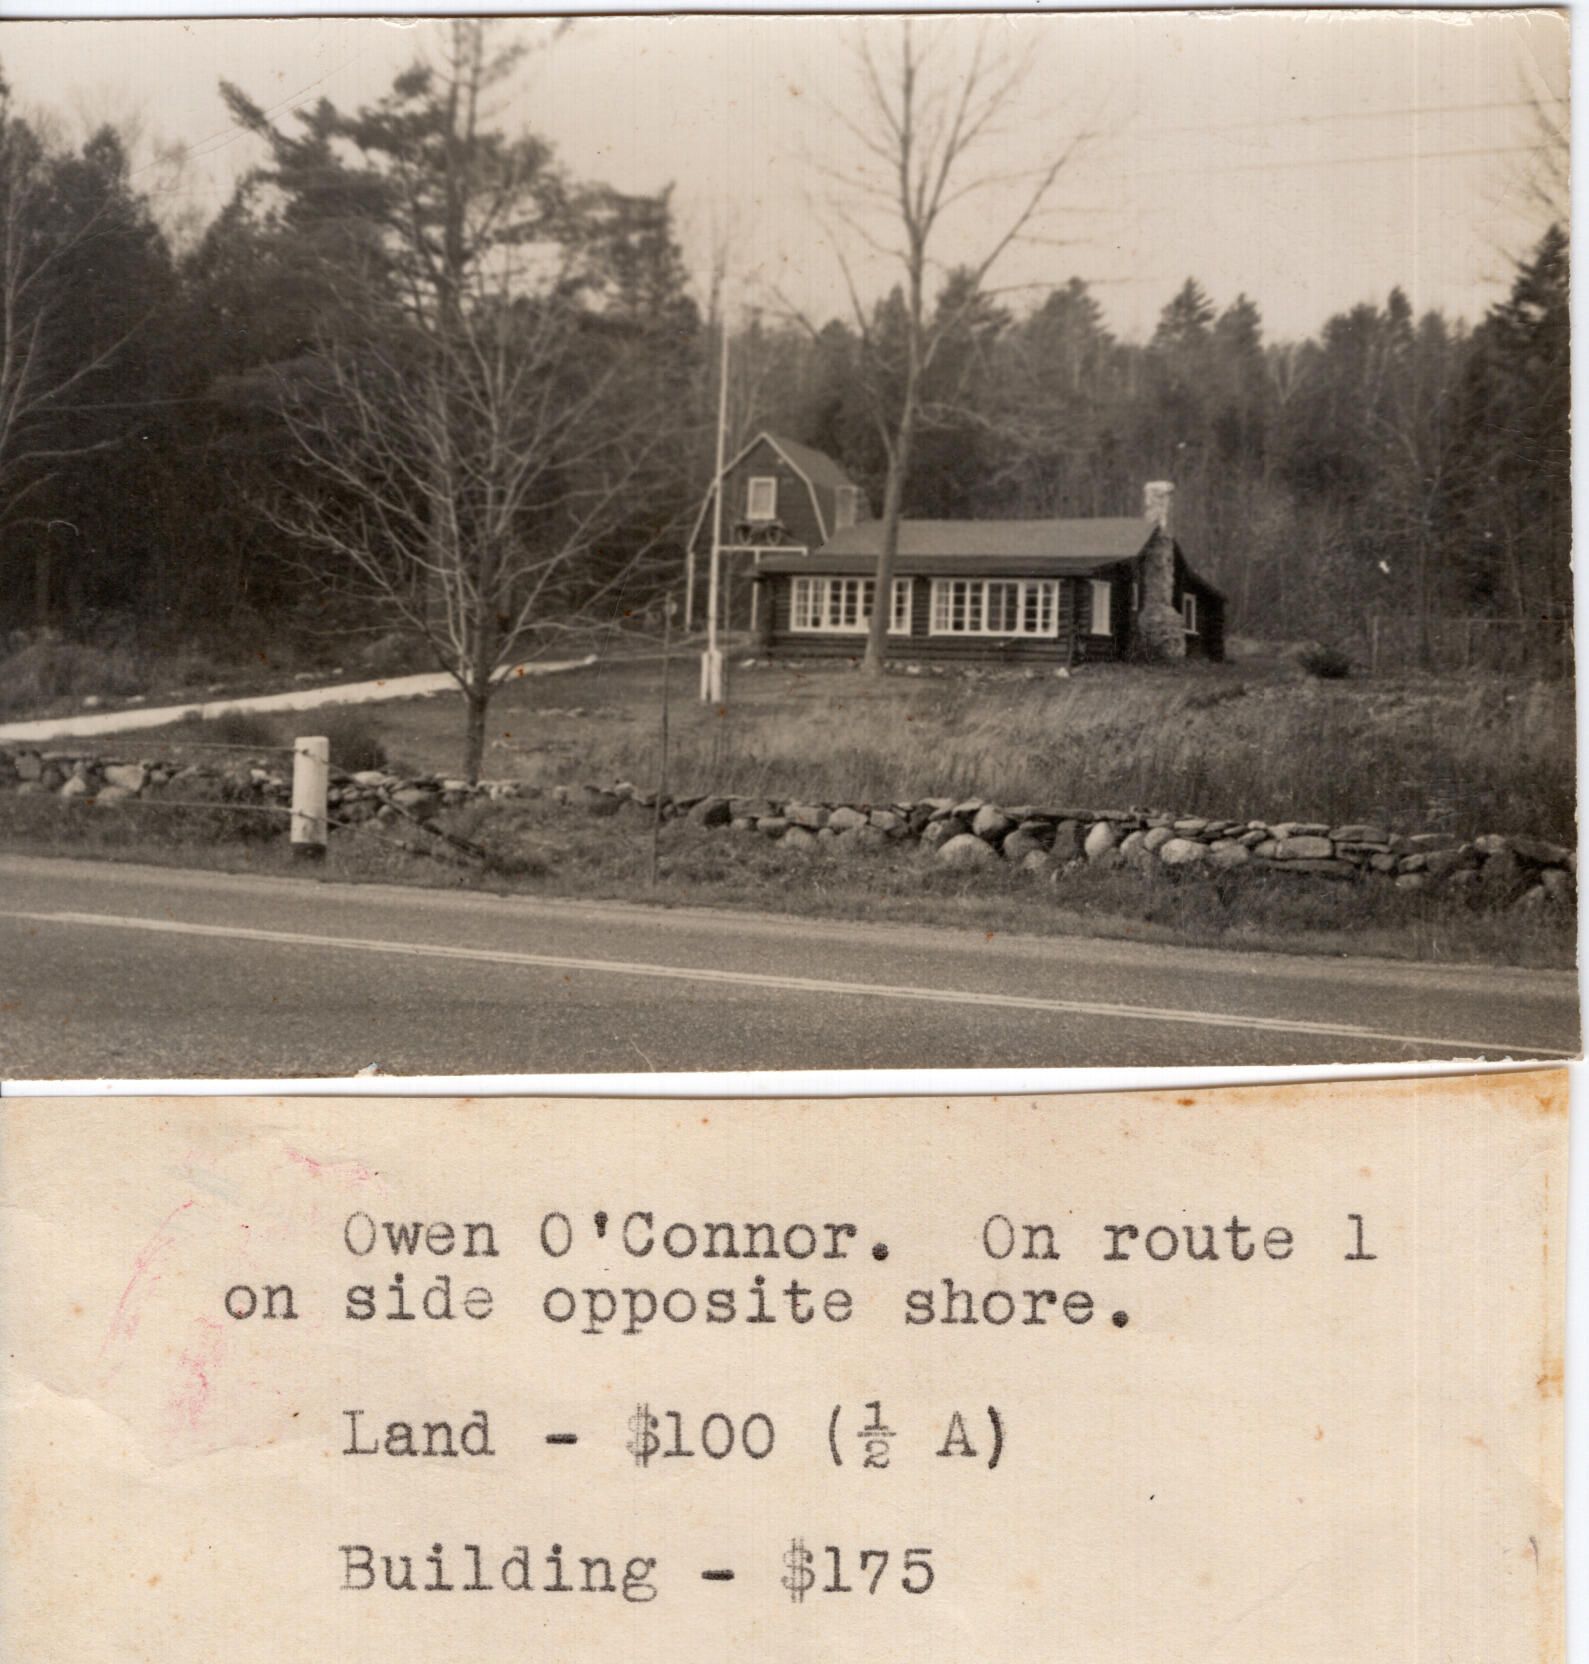 Owen O'Connor. On route 1
on side opposite shore.
Land - $100 (½ A)
Building - $175